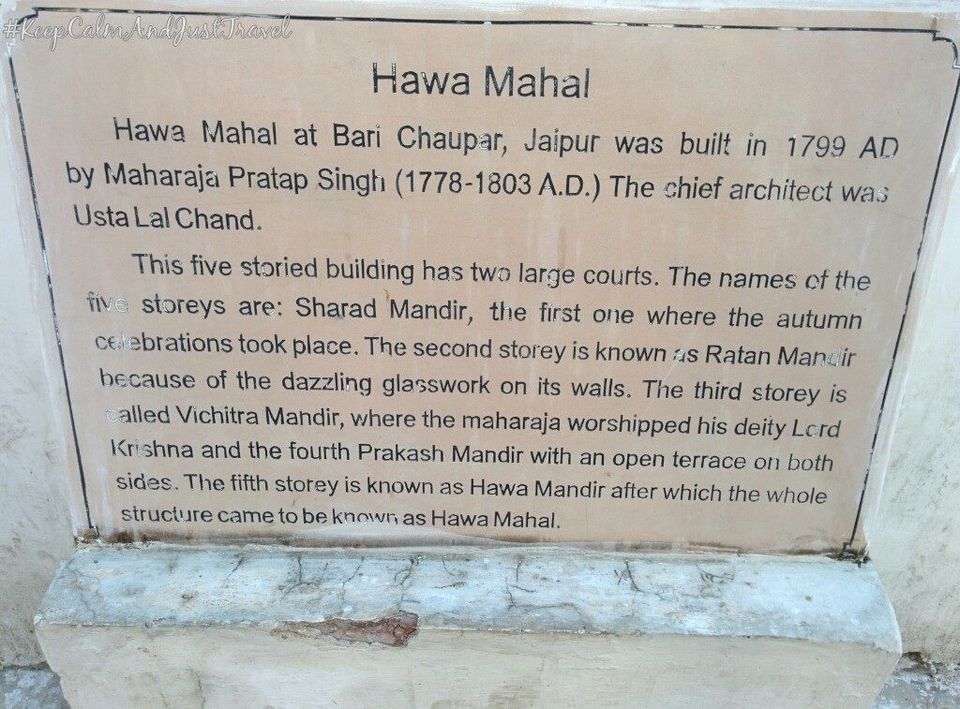 #KeepCalmAndJustTravel
Hawa Mahal
Hawa Mahal at Bari Chaupar, Jaipur was built in 1799 AD
by Maharaja Pratap Singh (1778-1803 A.D.) The chief architect was
Usta Lal Chand.
This five storied building has two large courts. The names of the
five storeys are: Sharad Mandir, the first one where the autumn
celebrations took place. The second storey is known as Ratan Mandir
because of the dazzling glasswork on its walls. The third storey is
called Vichitra Mandir, where the maharaja worshipped his deity Lord
Krishna and the fourth Prakash Mandir with an open terrace on both
sides. The fifth storey is known as Hawa Mandir after which the whole
structure came to be known as Hawa Mahal.